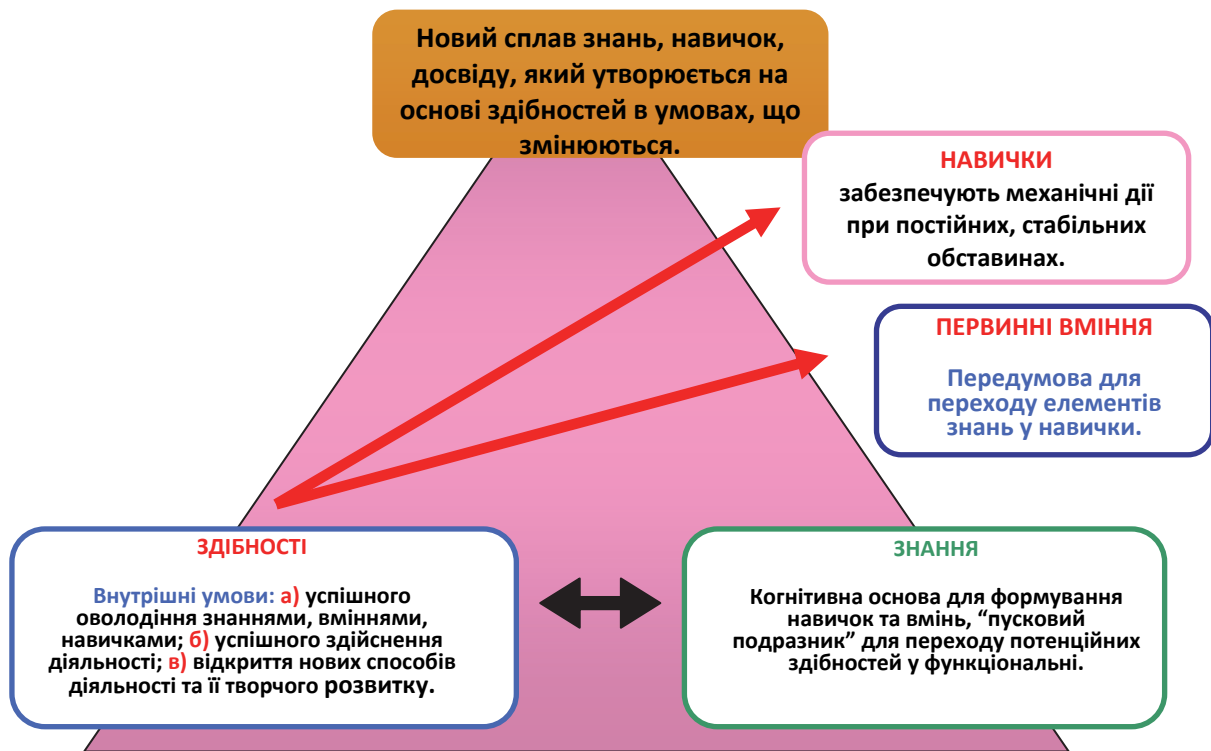 Новий сплав знань, навичок,
досвіду, який утворюється на
основі здібностей в умовах, що
змінюються.
НАВИЧКИ
забезпечують механічні дії
при постійних, стабільних
обставинах.
ПЕРВИННІ ВМІННЯ
Передумова для
переходу елементів
знань у навички.
ЗДІБНОСТІ
Внутрішні умови: а) успішного
оволодіння знаннями, вміннями,
навичками; б) успішного здійснення
діяльності; в) відкриття нових способів
діяльності та її творчого розвитку.
ЗНАННЯ
Когнітивна основа для формування
навичок та вмінь, “пусковий
подразник” для переходу потенційних
здібностей у функціональні.